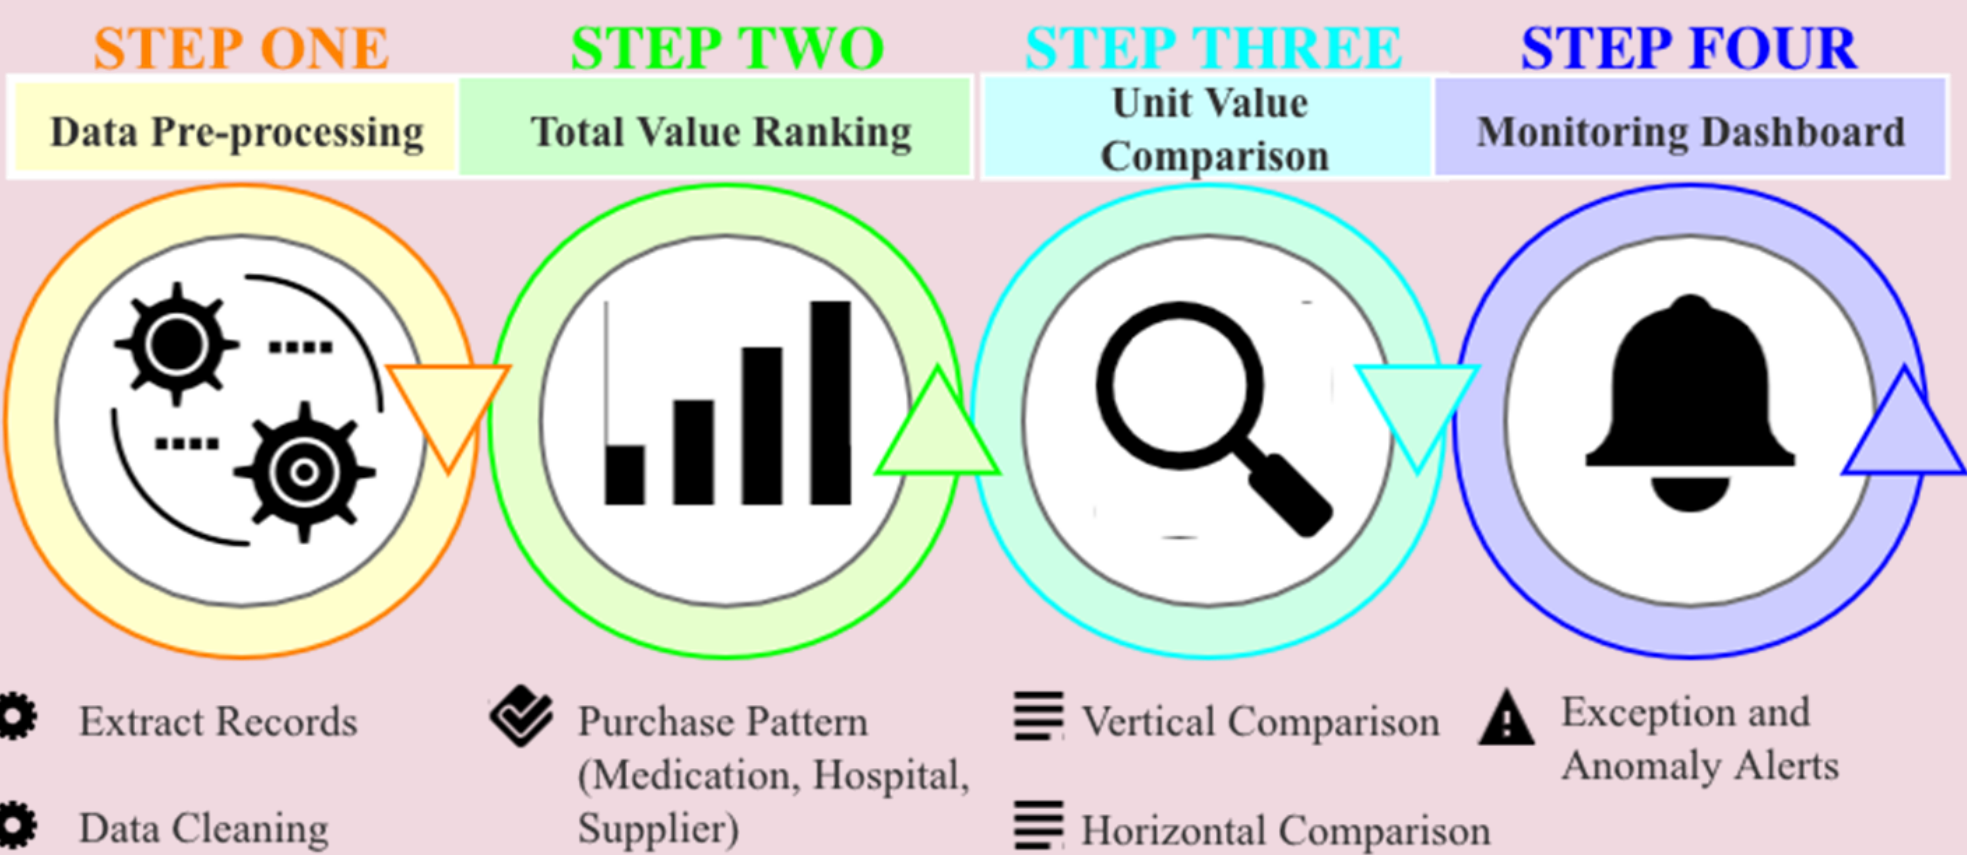 STEP ONE
STEP TWO
STEP THREE
STEP FOUR
Data Pre-processing
Total Value Ranking
Unit Value
Comparison
Monitoring Dashboard
Extract Records
Data Cleaning
Purchase Pattern
(Medication, Hospital,
Supplier)
Vertical Comparison
Horizontal Comparison
Exception and
Anomaly Alerts